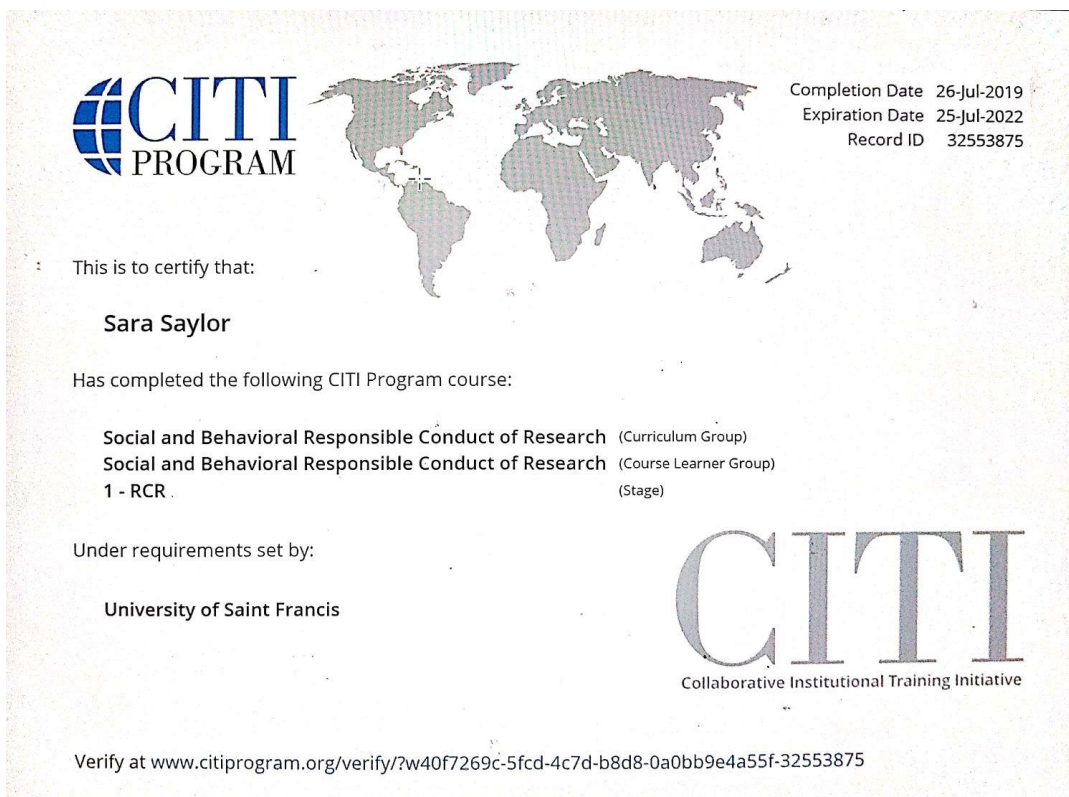 CITI
PROGRAM
Completion Date 26-Jul-2019
Expiration Date 25-Jul-2022
Record ID 32553875
This is to certify that:
Sara Saylor
Has completed the following CITI Program course:
Social and Behavioral Responsible Conduct of Research (Curriculum Group)
Social and Behavioral Responsible Conduct of Research (Course Learner Group)
1 - RCR (Stage)
Under requirements set by:
University of Saint Francis
CITI
Collaborative Institutional Training Initiative
Verify at www.citiprogram.org/verify/?w40f7269c-5fcd-4c7d-b8d8-0a0bb9e4a55f-32553875